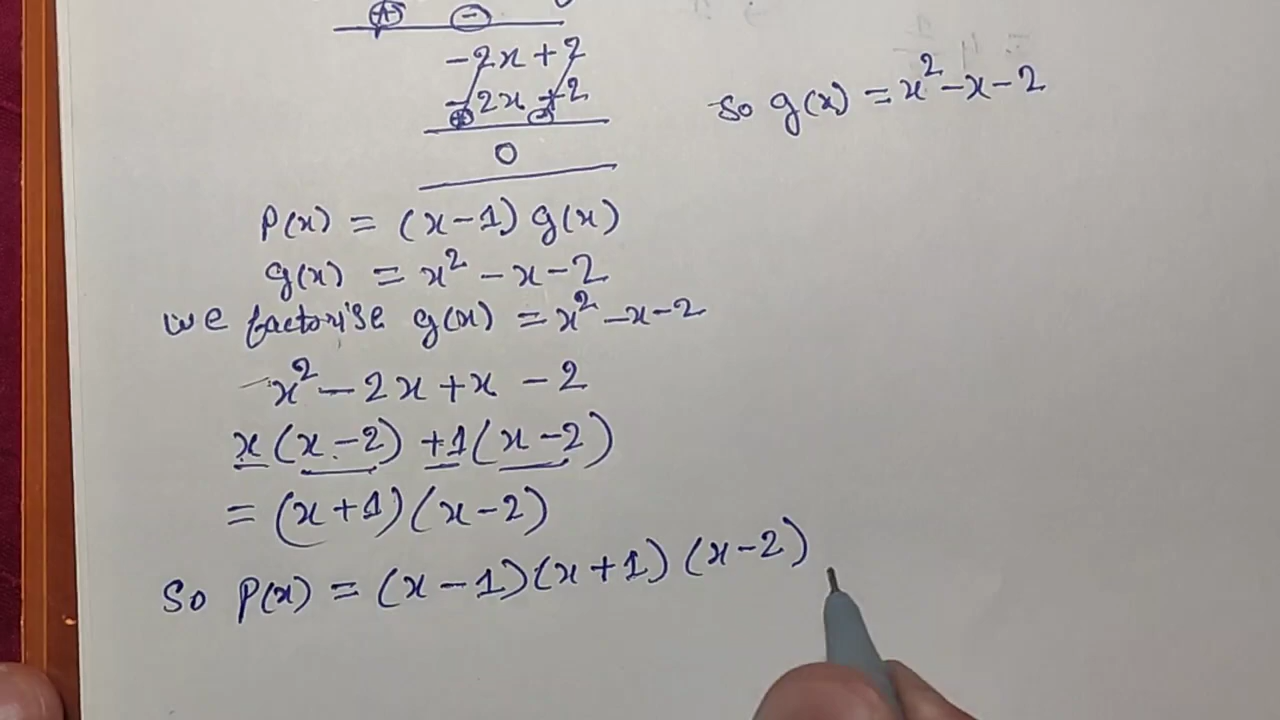 -2x + 2
-2x + 2
0
So g(x) = x² - x - 2
P(x) = (x-1) g(x)
g(x) = x² - x - 2
we factorise g(x) = x² - x - 2
x² - 2x + x - 2
x(x-2) +1(x-2)
= (x+1)(x-2)
So P(x) = (x-1)(x+1)(x-2)